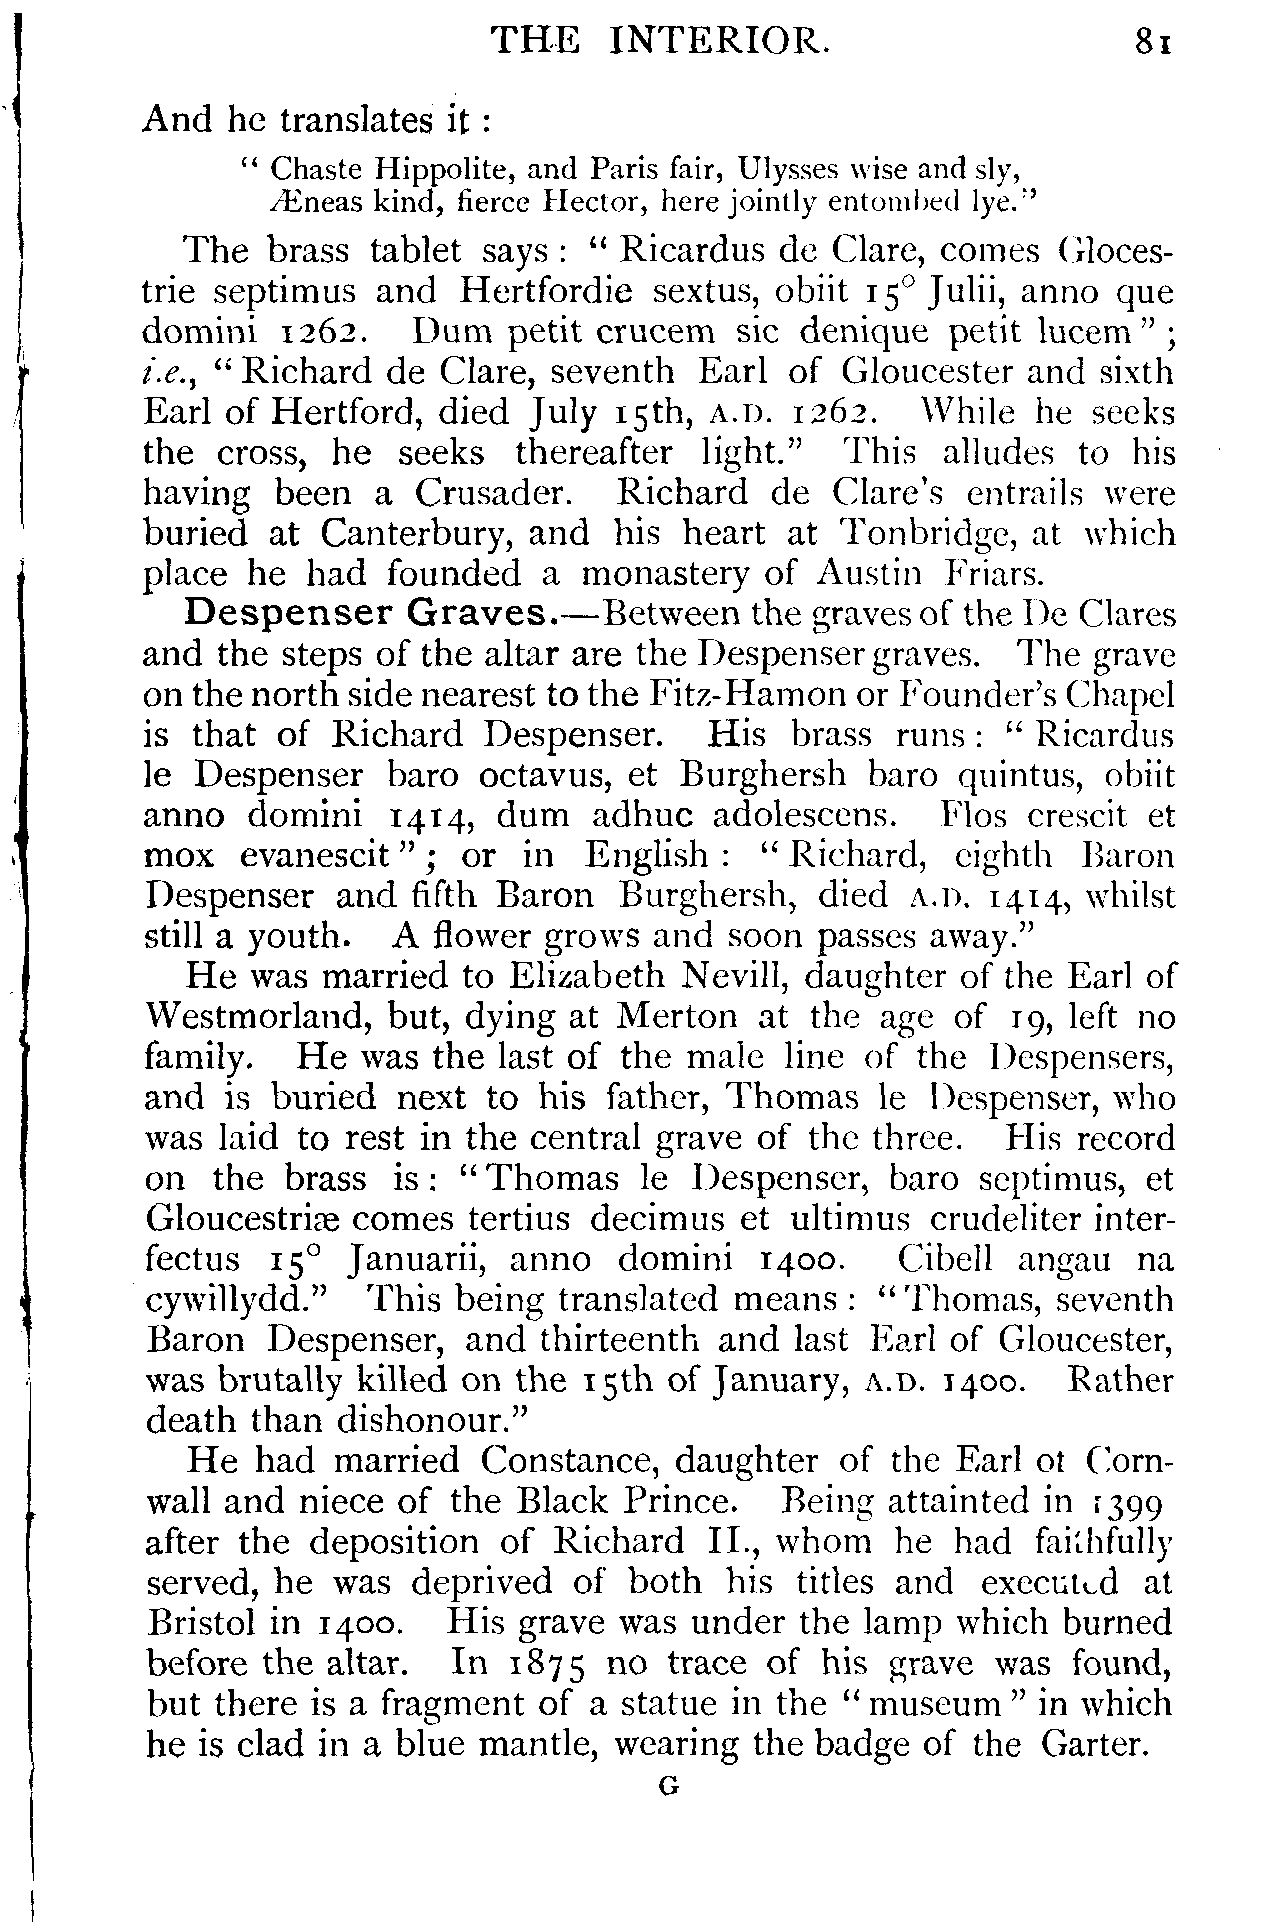 THE INTERIOR. 81
And he translates it :
“ Chaste Hippolite, and Paris fair, Ulysses wise and sly,
Æneas kind, fierce Hector, here jointly entombed lye.”
The brass tablet says : “ Ricardus de Clare, comes Gloces-
trie septimus and Hertfordie sextus, obiit 15° Julii, anno que
domini 1262. Dum petit crucem sic denique petit lucem ” ;
i.e., “ Richard de Clare, seventh Earl of Gloucester and sixth
Earl of Hertford, died July 15th, A.D. 1262. While he seeks
the cross, he seeks thereafter light.” This alludes to his
having been a Crusader. Richard de Clare’s entrails were
buried at Canterbury, and his heart at Tonbridge, at which
place he had founded a monastery of Austin Friars.
Despenser Graves.—Between the graves of the De Clares
and the steps of the altar are the Despenser graves. The grave
on the north side nearest to the Fitz-Hamon or Founder’s Chapel
is that of Richard Despenser. His brass runs : “ Ricardus
le Despenser baro octavus, et Burghersh baro quintus, obiit
anno domini 1414, dum adhuc adolescens. Flos crescit et
mox evanescit ” ; or in English : “ Richard, eighth Baron
Despenser and fifth Baron Burghersh, died A.D. 1414, whilst
still a youth. A flower grows and soon passes away.”
He was married to Elizabeth Nevill, daughter of the Earl of
Westmorland, but, dying at Merton at the age of 19, left no
family. He was the last of the male line of the Despensers,
and is buried next to his father, Thomas le Despenser, who
was laid to rest in the central grave of the three. His record
on the brass is : “ Thomas le Despenser, baro septimus, et
Gloucestriæ comes tertius decimus et ultimus crudeliter inter-
fectus 15° Januarii, anno domini 1400. Cibell angau na
cywillydd.” This being translated means : “ Thomas, seventh
Baron Despenser, and thirteenth and last Earl of Gloucester,
was brutally killed on the 15th of January, A.D. 1400. Rather
death than dishonour.”
He had married Constance, daughter of the Earl of Corn-
wall and niece of the Black Prince. Being attainted in 1399
after the deposition of Richard II., whom he had faithfully
served, he was deprived of both his titles and executed at
Bristol in 1400. His grave was under the lamp which burned
before the altar. In 1875 no trace of his grave was found,
but there is a fragment of a statue in the “ museum ” in which
he is clad in a blue mantle, wearing the badge of the Garter.
G